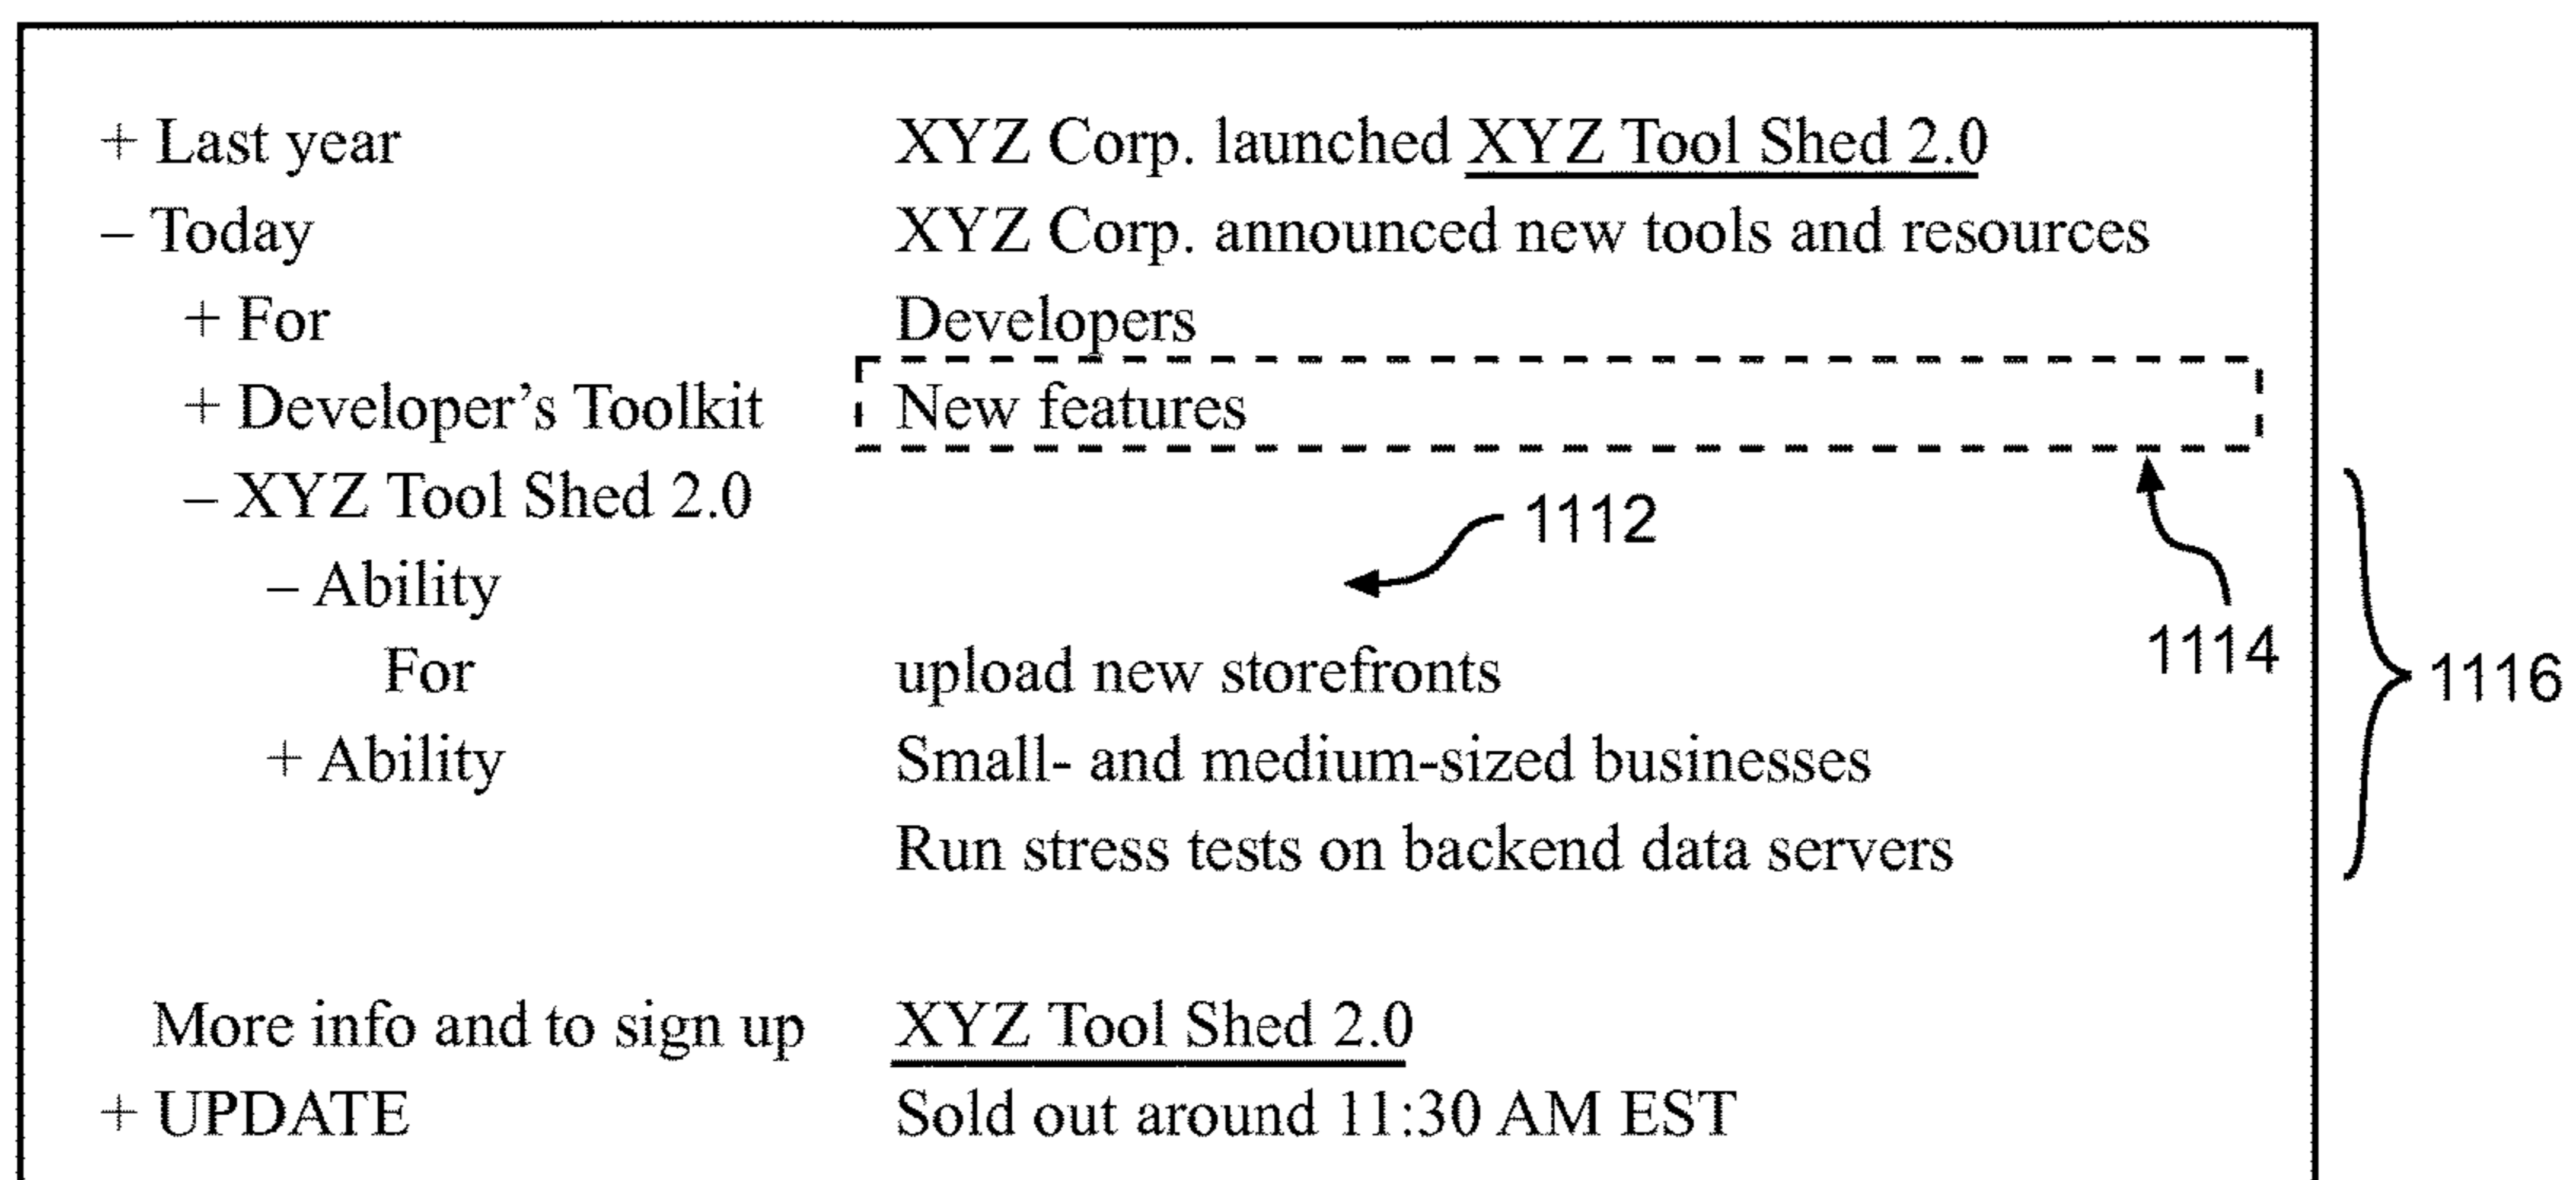 + Last year XYZ Corp. launched XYZ Tool Shed 2.0
– Today XYZ Corp. announced new tools and resources
+ For Developers
+ Developer’s Toolkit New features
– XYZ Tool Shed 2.0
1112
– Ability
For upload new storefronts
1114
1116
+ Ability Small- and medium-sized businesses
Run stress tests on backend data servers
More info and to sign up XYZ Tool Shed 2.0
+ UPDATE Sold out around 11:30 AM EST